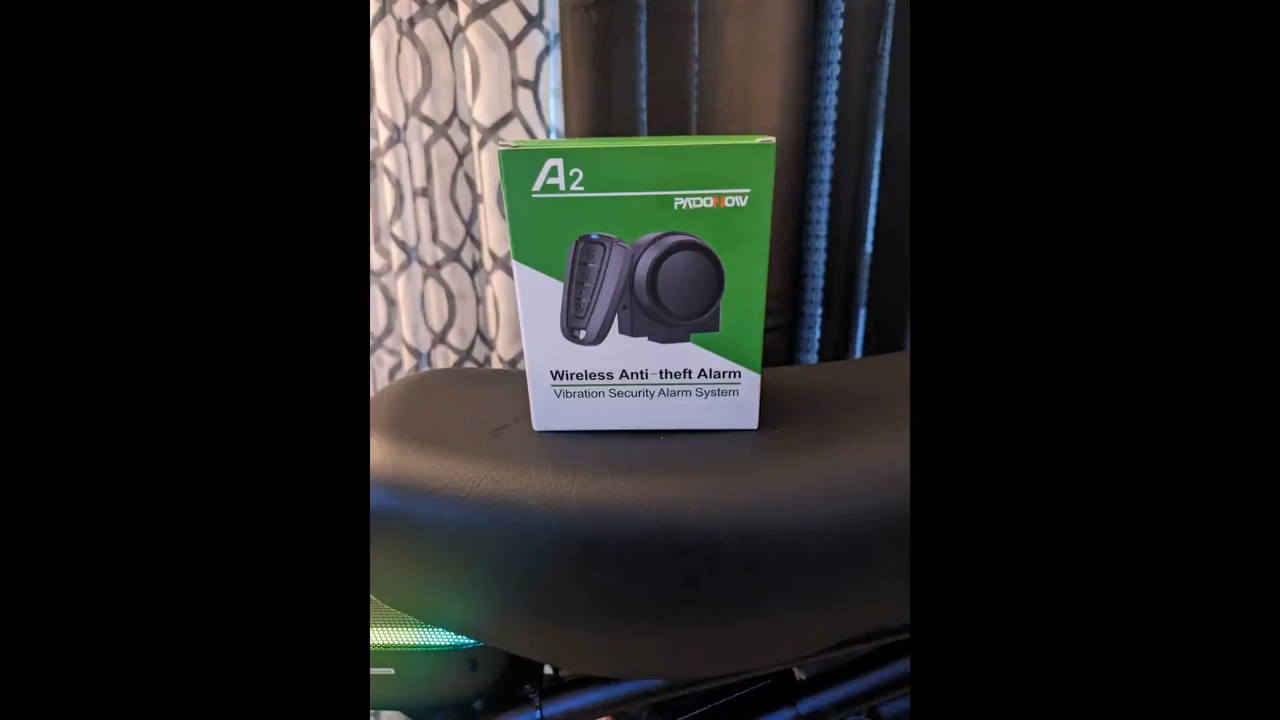 A2
PADONOW
Wireless Anti-theft Alarm
Vibration Security Alarm System